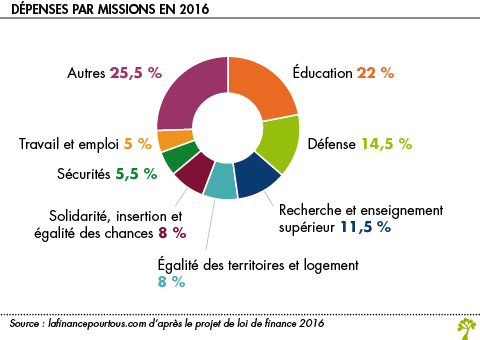 DÉPENSES PAR MISSIONS EN 2016
Autres 25,5 %
Éducation 22 %
Travail et emploi 5 %
Défense 14,5 %
Sécurités 5,5 %
Solidarité, insertion et
égalité des chances 8 %
Recherche et enseignement
supérieur 11,5 %
Égalité des territoires et logement
8 %
Source : lafinancepourtous.com d’après le projet de loi de finance 2016